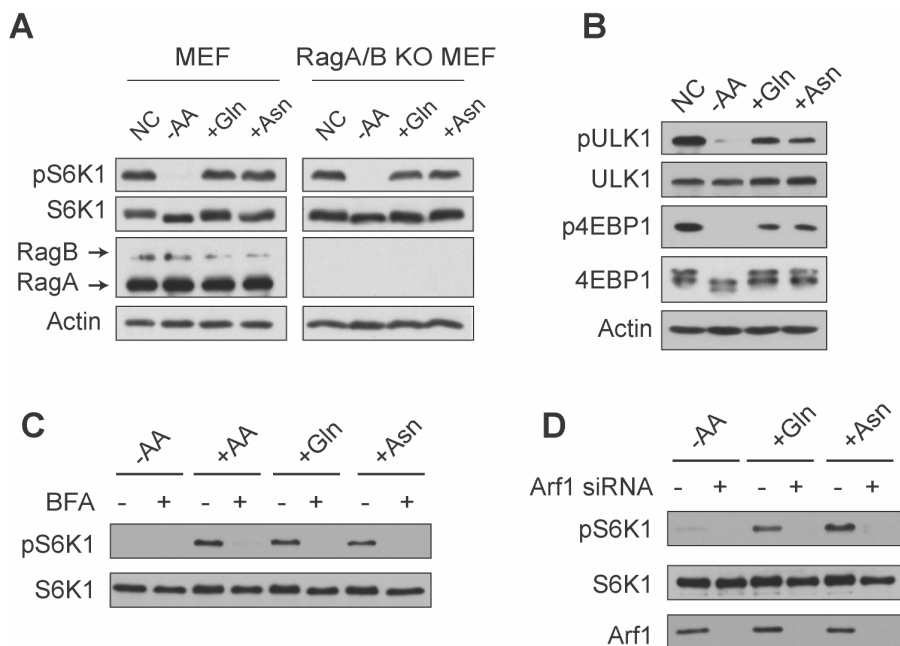 A
MEF RagA/B KO MEF
NC -AA +Gln +Asn NC -AA +Gln +Asn
pS6K1
S6K1
RagB →
RagA →
Actin
B
NC -AA +Gln +Asn
pULK1
ULK1
p4EBP1
4EBP1
Actin
C
-AA +AA +Gln +Asn
BFA - + - + - + - +
pS6K1
S6K1
D
-AA +Gln +Asn
Arf1 siRNA - + - + - +
pS6K1
S6K1
Arf1